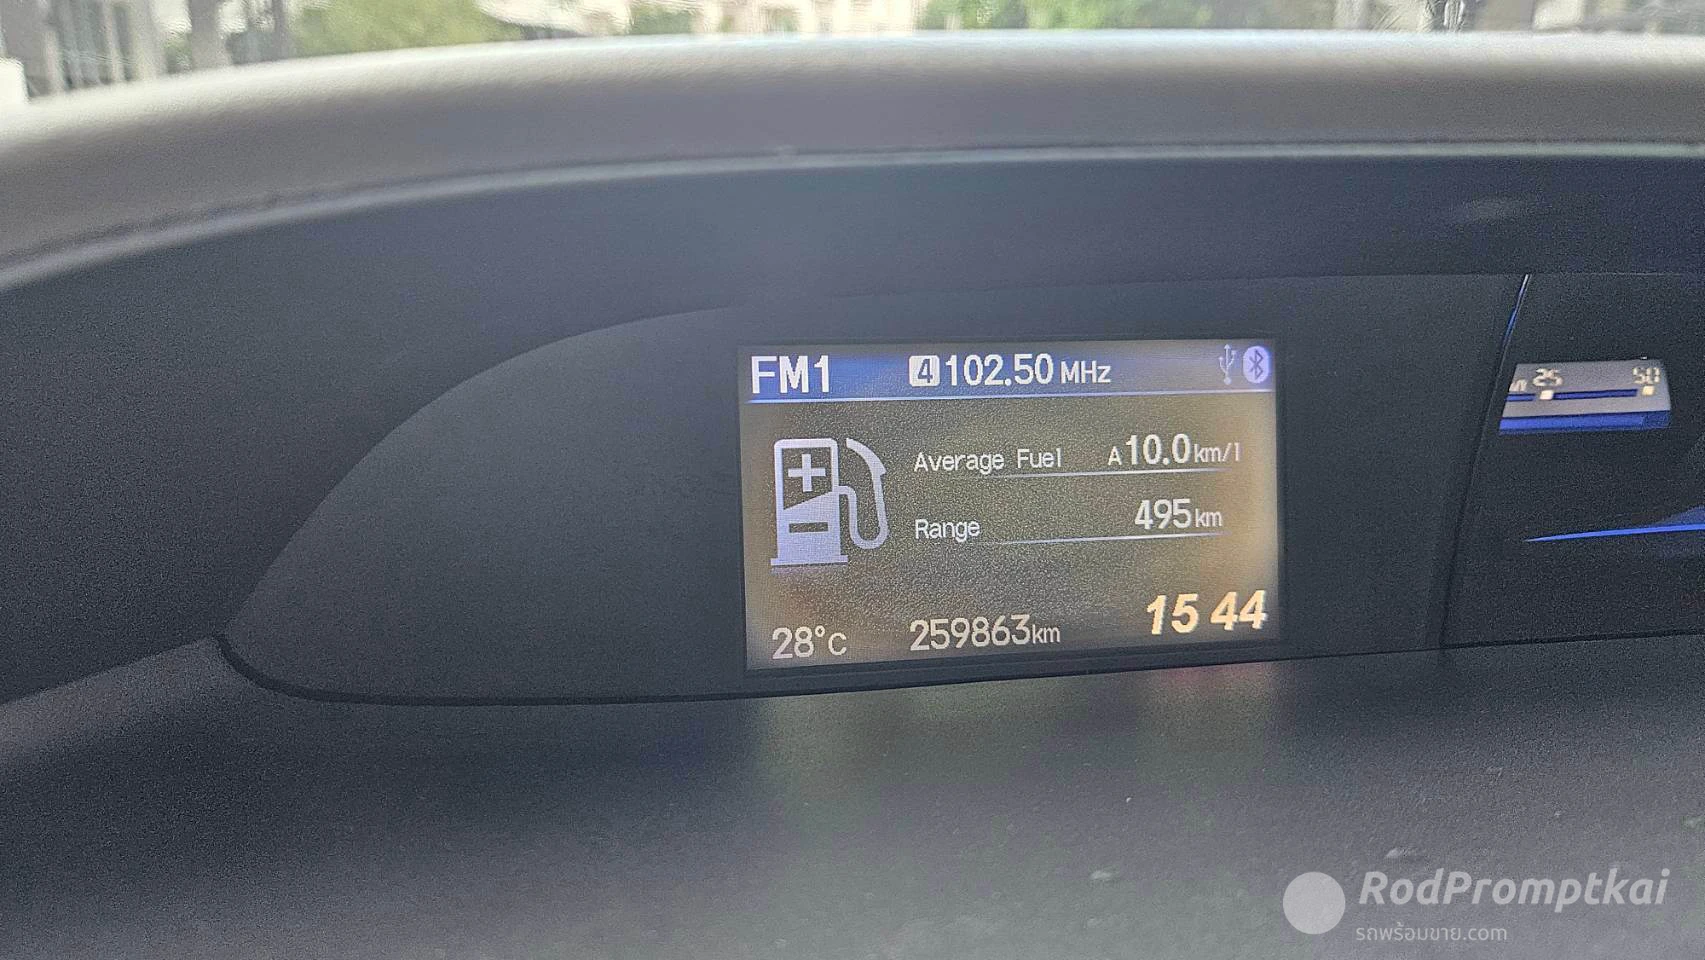 FM1 4 102.50 MHz
25 50
Average Fuel A 10.0 km/l
Range 495 km
28°C 259863 km 15 44
RodPromptkai
รถพร้อมขาย.com